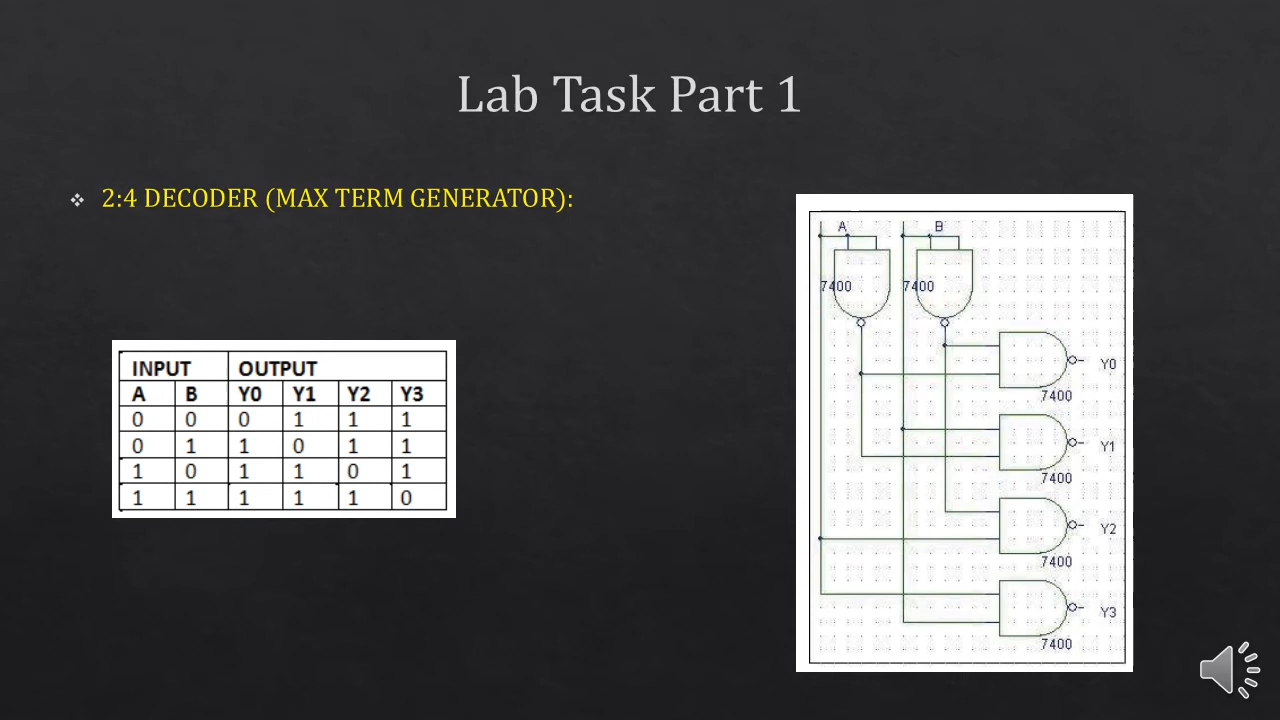 Lab Task Part 1
2:4 DECODER (MAX TERM GENERATOR):
INPUT OUTPUT
A B Y0 Y1 Y2 Y3
0 0 0 1 1 1
0 1 1 0 1 1
1 0 1 1 0 1
1 1 1 1 1 0
A B
7400 7400
Y0
7400
Y1
7400
Y2
7400
Y3
7400